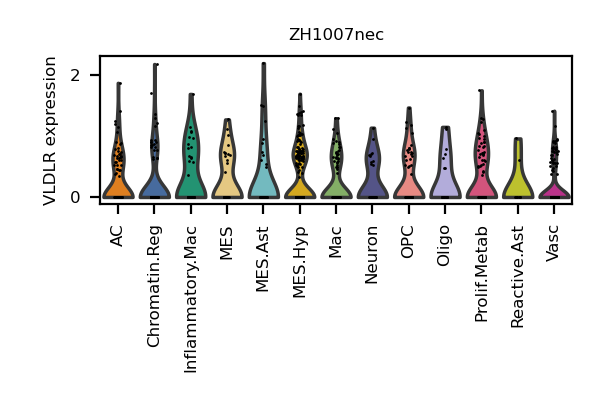 ZH1007nec
VLDLR expression
2
0
AC
Chromatin.Reg
Inflammatory.Mac
MES
MES.Ast
MES.Hyp
Mac
Neuron
OPC
Oligo
Prolif.Metab
Reactive.Ast
Vasc